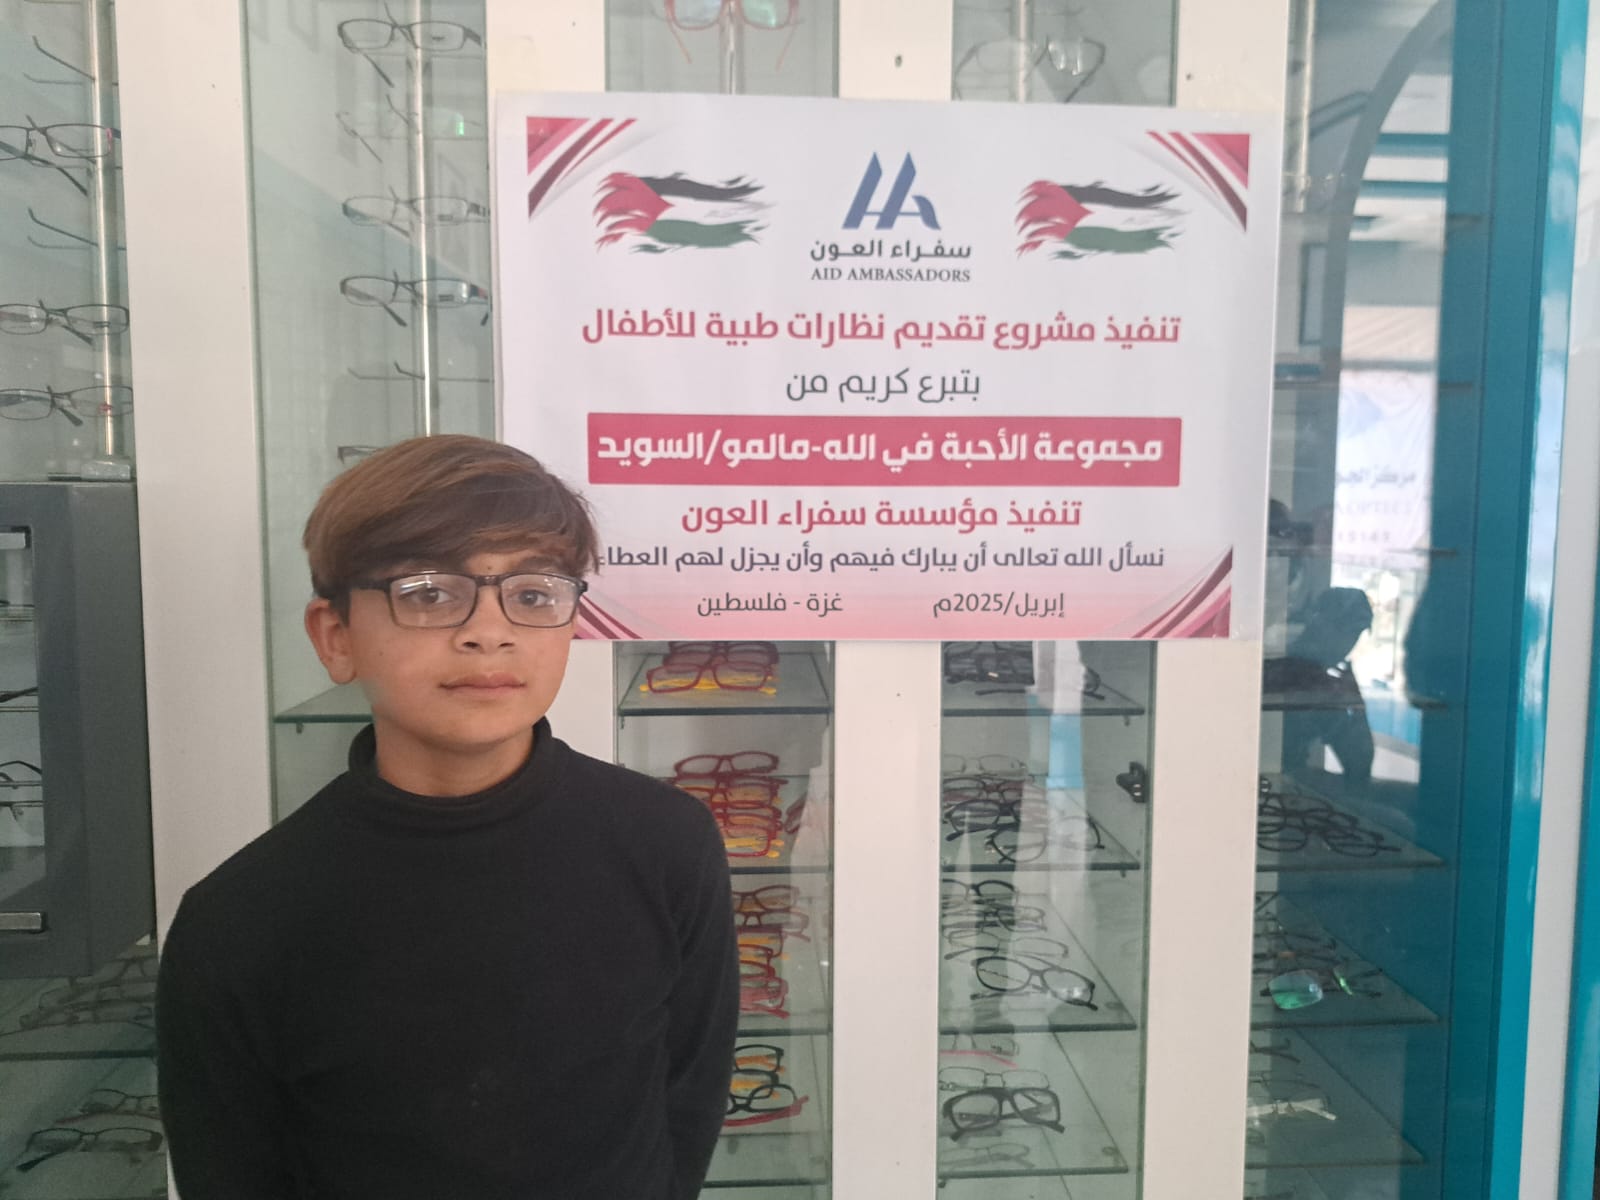 سفراء العون
AID AMBASSADORS
تنفيذ مشروع تقديم نظارات طبية للأطفال
بتبرع كريم من
مجموعة الأحبة في الله-مالمو/السويد
تنفيذ مؤسسة سفراء العون
نسأل الله تعالى أن يبارك فيهم وأن يجزل لهم العطاء
إبريل/2025م غزة - فلسطين
مركز